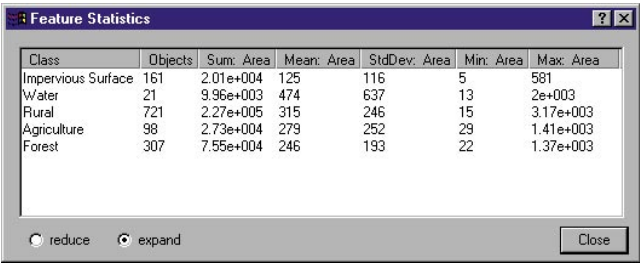 Feature Statistics
Class Objects Sum: Area Mean: Area StdDev: Area Min: Area Max: Area
Impervious Surface 161 2.01e+004 125 116 5 581
Water 21 9.96e+003 474 637 13 2e+003
Rural 721 2.27e+005 315 246 15 3.17e+003
Agriculture 98 2.73e+004 279 252 29 1.41e+003
Forest 307 7.55e+004 246 193 22 1.37e+003
reduce expand Close